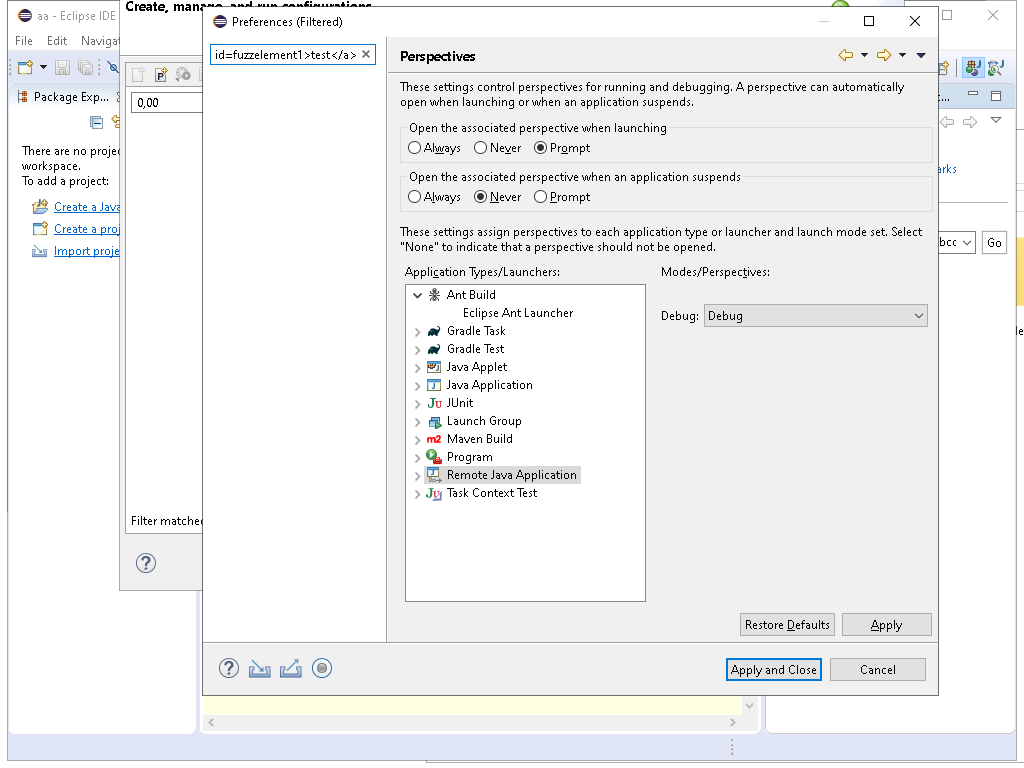 aa - Eclipse IDE
Create, manage, and run configurations
File Edit Navigat
Package Exp...
There are no proje
workspace.
To add a project:
Create a Java
Create a proj
Import proje
0,00
Filter matched
Preferences (Filtered)
id=fuzzelement1>test</a>
Perspectives
These settings control perspectives for running and debugging. A perspective can automatically
open when launching or when an application suspends.
Open the associated perspective when launching
Always Never Prompt
Open the associated perspective when an application suspends
Always Never Prompt
These settings assign perspectives to each application type or launcher and launch mode set. Select
"None" to indicate that a perspective should not be opened.
Application Types/Launchers:
Modes/Perspectives:
Ant Build
Eclipse Ant Launcher
Gradle Task
Gradle Test
Java Applet
Java Application
JUnit
Launch Group
Maven Build
Program
Remote Java Application
Task Context Test
Debug: Debug
Restore Defaults Apply
Apply and Close Cancel
arks
Go